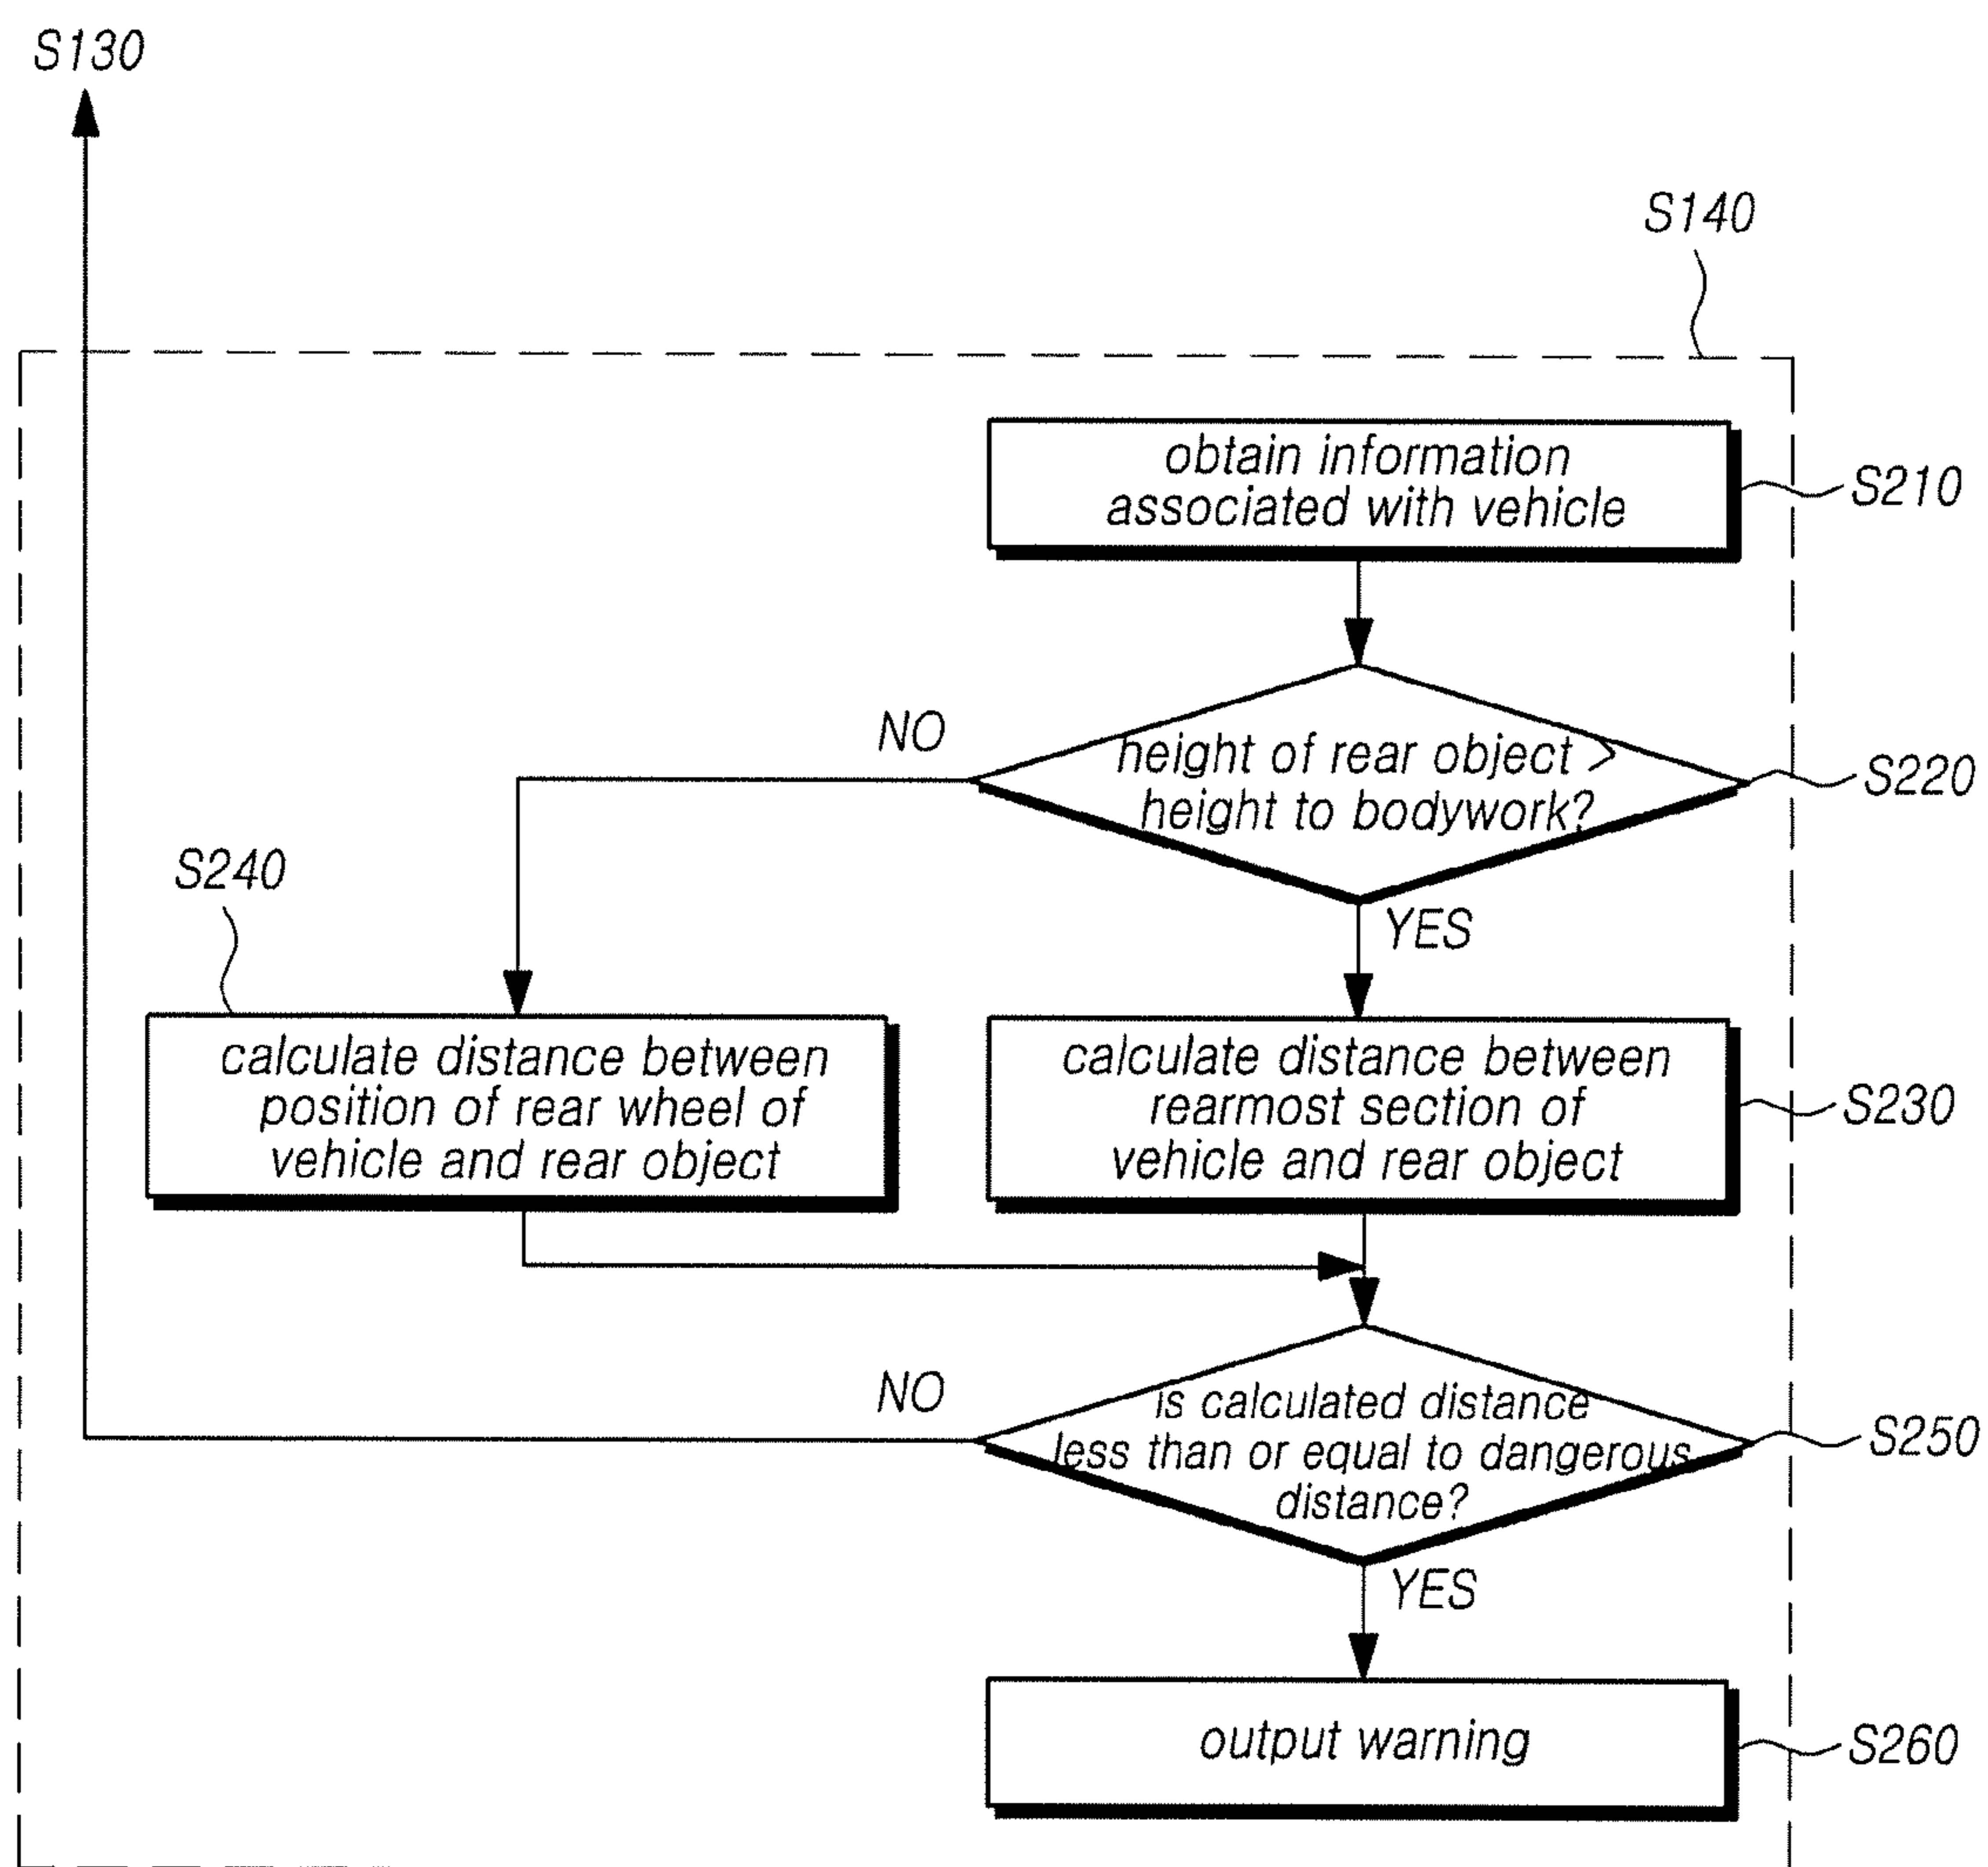 S130
S140
obtain information
associated with vehicle
S210
NO
height of rear object >
height to bodywork?
S220
S240
YES
calculate distance between
position of rear wheel of
vehicle and rear object
calculate distance between
rearmost section of
vehicle and rear object
S230
NO
is calculated distance
less than or equal to dangerous
distance?
S250
YES
output warning
S260